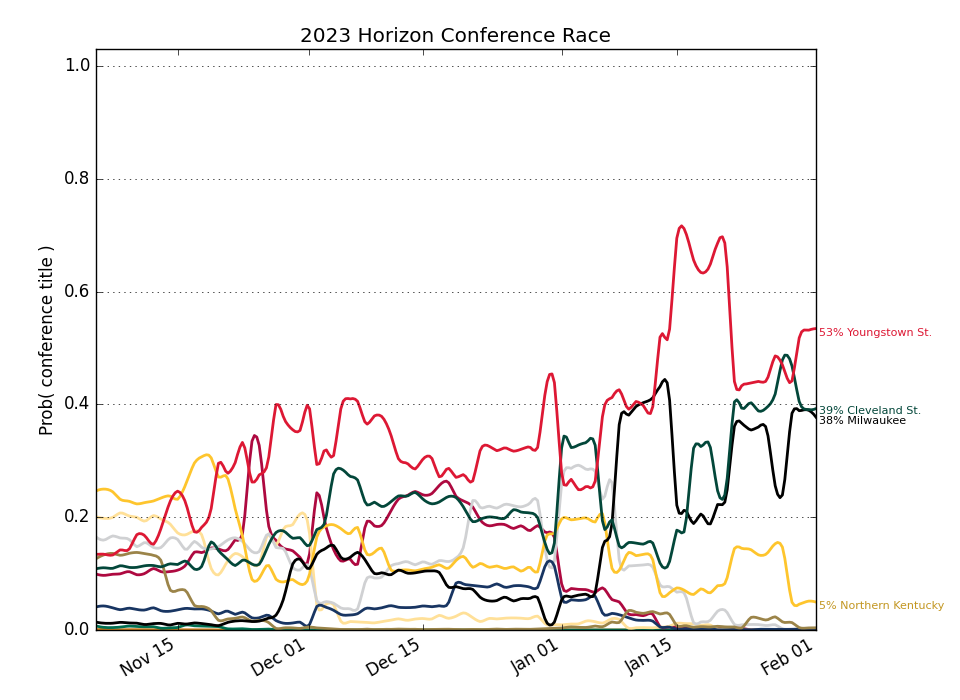 2023 Horizon Conference Race
Prob( conference title )
1.0
0.8
0.6
0.4
0.2
0.0
53% Youngstown St.
39% Cleveland St.
38% Milwaukee
5% Northern Kentucky
Nov 15
Dec 01
Dec 15
Jan 01
Jan 15
Feb 01